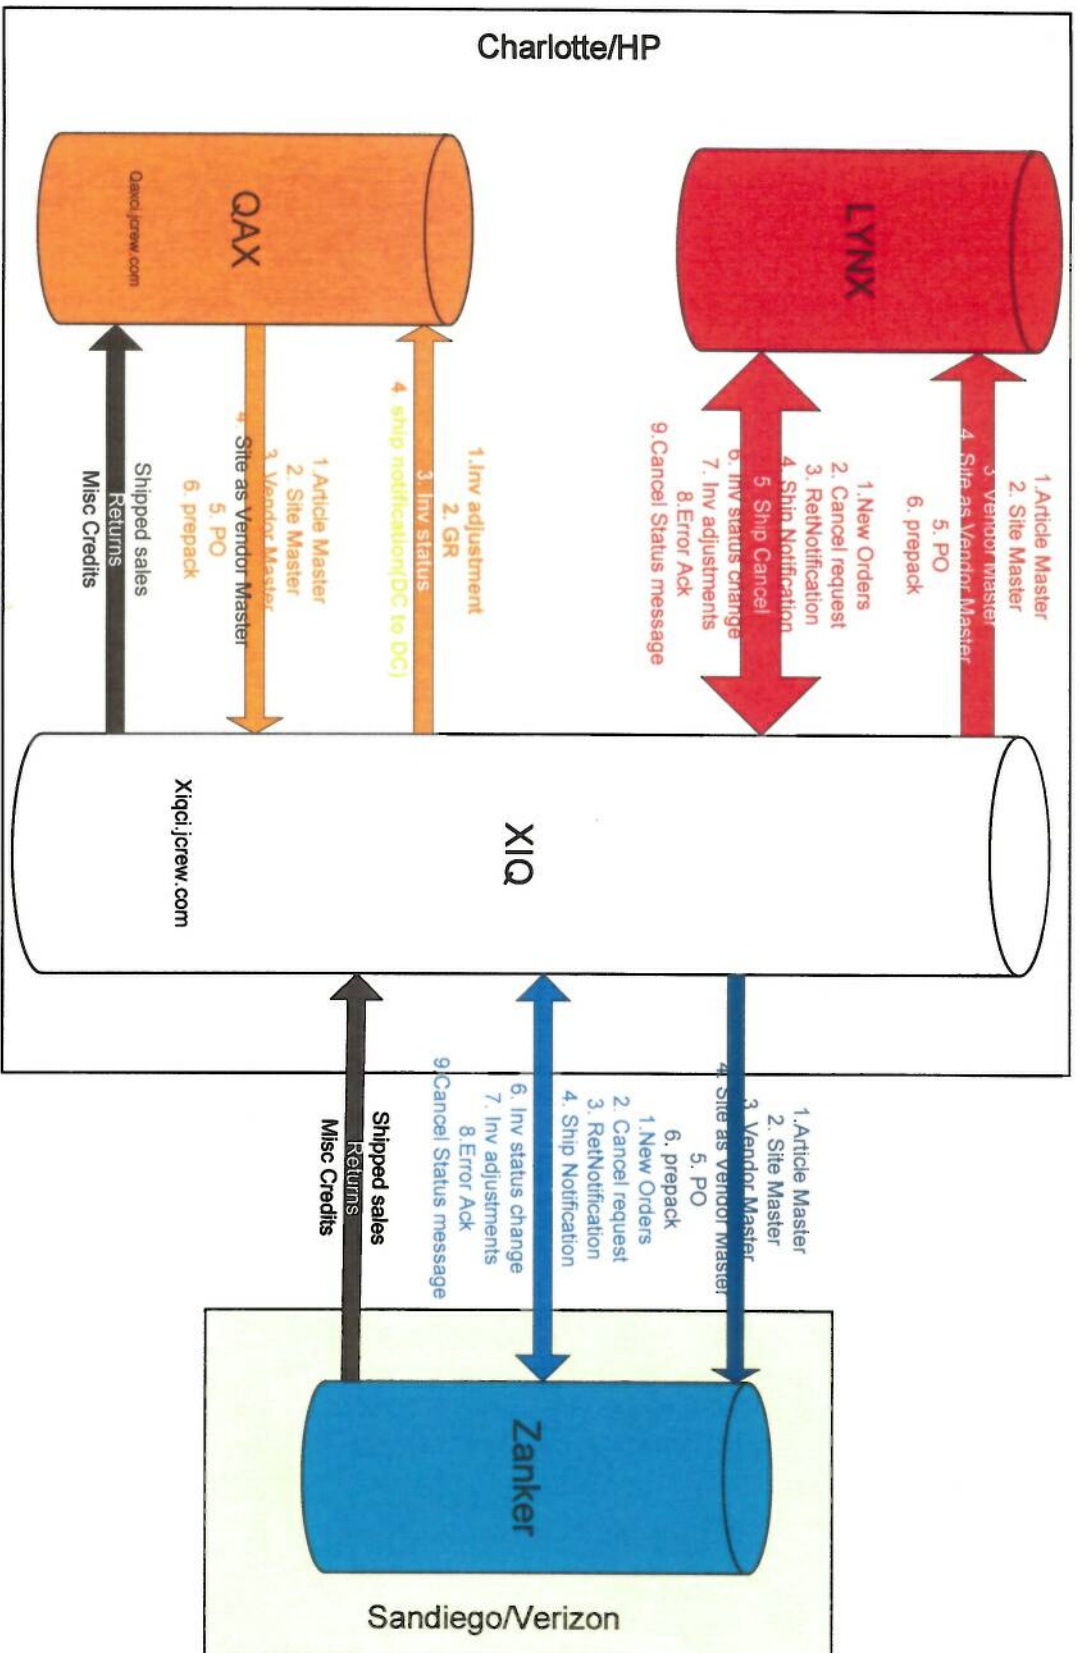 Charlotte/HP
LYNX
1.Article Master
2. Site Master
3. Vendor Master
4. Site as Vendor Master
5. PO
6. prepack
1.New Orders
2. Cancel request
3. RetNotification
4. Ship Notification
5. Ship Cancel
6. Inv status change
7. Inv adjustments
8.Error Ack
9.Cancel Status message
QAX
Qaxci.jcrew.com
1.Inv adjustment
2. GR
3. Inv status
4. ship notification(DC to DC)
1.Article Master
2. Site Master
3. Vendor Master
4. Site as Vendor Master
5. PO
6. prepack
Shipped sales
Returns
Misc Credits
XIQ
Xiqci.jcrew.com
1.Article Master
2. Site Master
3. Vendor Master
4. Site as Vendor Master
5. PO
6. prepack
1.New Orders
2. Cancel request
3. RetNotification
4. Ship Notification
6. Inv status change
7. Inv adjustments
8.Error Ack
9.Cancel Status message
Shipped sales
Returns
Misc Credits
Zanker
Sandiego/Verizon